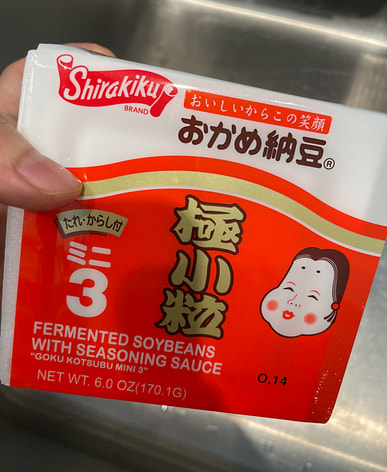 Shirakiku
BRAND
おいしいからこの笑顔
おかめ納豆®
たれ・からし付
ミニ
3
極小粒
FERMENTED SOYBEANS
WITH SEASONING SAUCE
"GOKU KOTSUBU MINI 3"
NET WT. 6.0 OZ(170.1G)
0.14